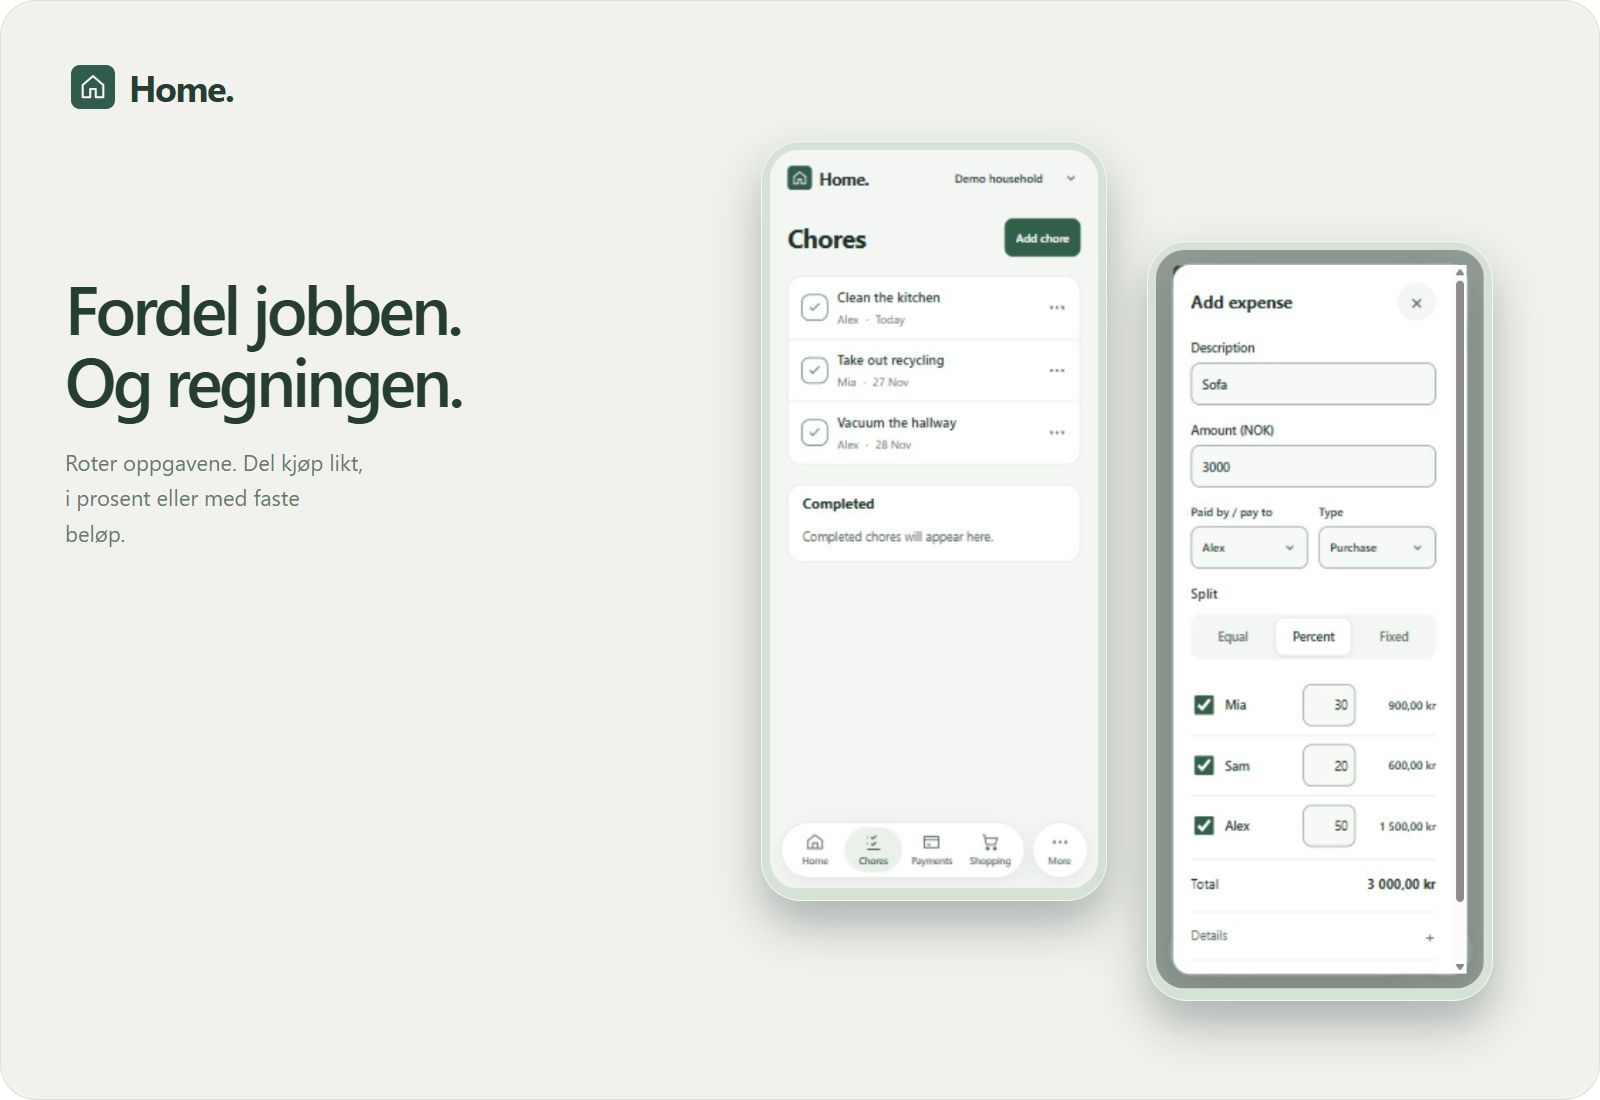 Home.
Fordel jobben.
Og regningen.
Roter oppgavene. Del kjøp likt,
i prosent eller med faste
beløp.
Home.
Demo household
Chores
Add chore
Clean the kitchen
Alex · Today
Take out recycling
Mia · 27 Nov
Vacuum the hallway
Alex · 28 Nov
Completed
Completed chores will appear here.
Home
Chores
Payments
Shopping
More
Add expense
Description
Sofa
Amount (NOK)
3000
Paid by / pay to
Type
Alex
Purchase
Split
Equal
Percent
Fixed
Mia 30 900,00 kr
Sam 20 600,00 kr
Alex 50 1 500,00 kr
Total 3 000,00 kr
Details +